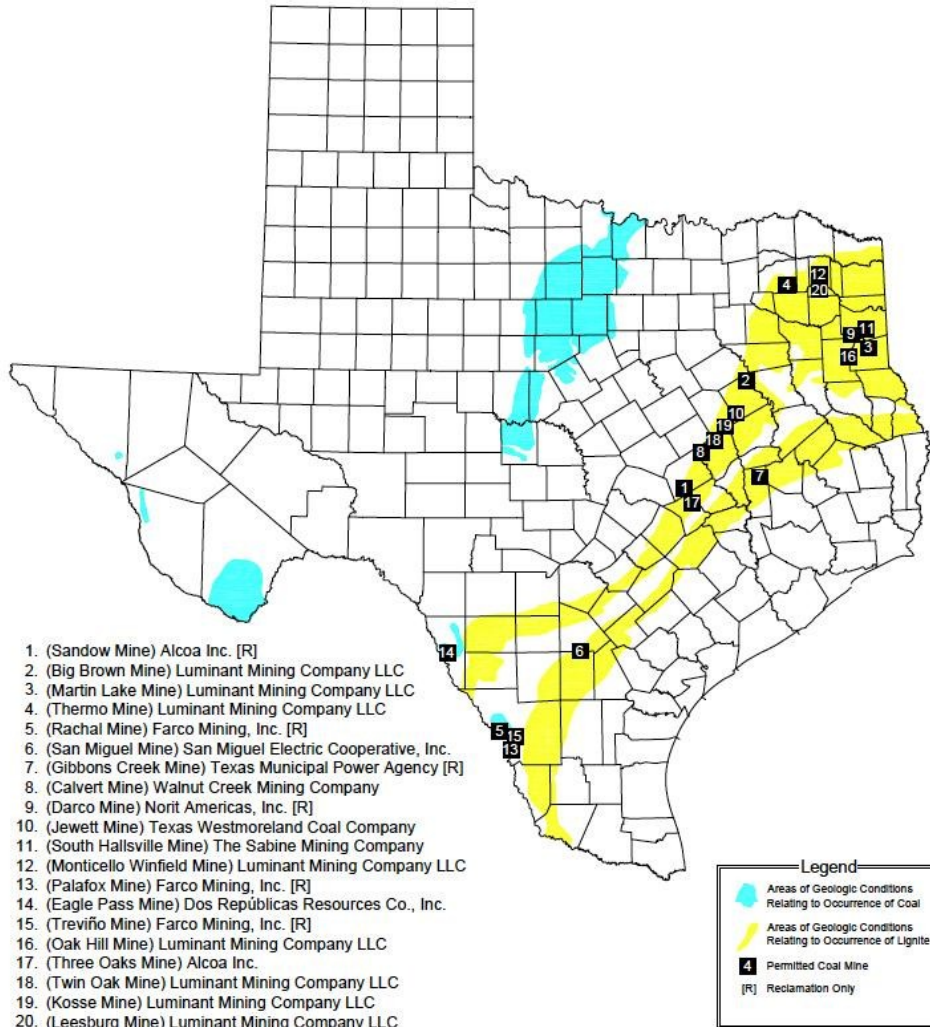 12
4
20
11
9
3
16
2
10
19
18
8
7
1
17
14
6
5
15
13
1. (Sandow Mine) Alcoa Inc. [R]
2. (Big Brown Mine) Luminant Mining Company LLC
3. (Martin Lake Mine) Luminant Mining Company LLC
4. (Thermo Mine) Luminant Mining Company LLC
5. (Rachal Mine) Farco Mining, Inc. [R]
6. (San Miguel Mine) San Miguel Electric Cooperative, Inc.
7. (Gibbons Creek Mine) Texas Municipal Power Agency [R]
8. (Calvert Mine) Walnut Creek Mining Company
9. (Darco Mine) Norit Americas, Inc. [R]
10. (Jewett Mine) Texas Westmoreland Coal Company
11. (South Hallsville Mine) The Sabine Mining Company
12. (Monticello Winfield Mine) Luminant Mining Company LLC
13. (Palafox Mine) Farco Mining, Inc. [R]
14. (Eagle Pass Mine) Dos Repúblicas Resources Co., Inc.
15. (Treviño Mine) Farco Mining, Inc. [R]
16. (Oak Hill Mine) Luminant Mining Company LLC
17. (Three Oaks Mine) Alcoa Inc.
18. (Twin Oak Mine) Luminant Mining Company LLC
19. (Kosse Mine) Luminant Mining Company LLC
20. (Leesburg Mine) Luminant Mining Company LLC
Legend
Areas of Geologic Conditions
Relating to Occurrence of Coal
Areas of Geologic Conditions
Relating to Occurrence of Lignite
4 Permitted Coal Mine
[R] Reclamation Only